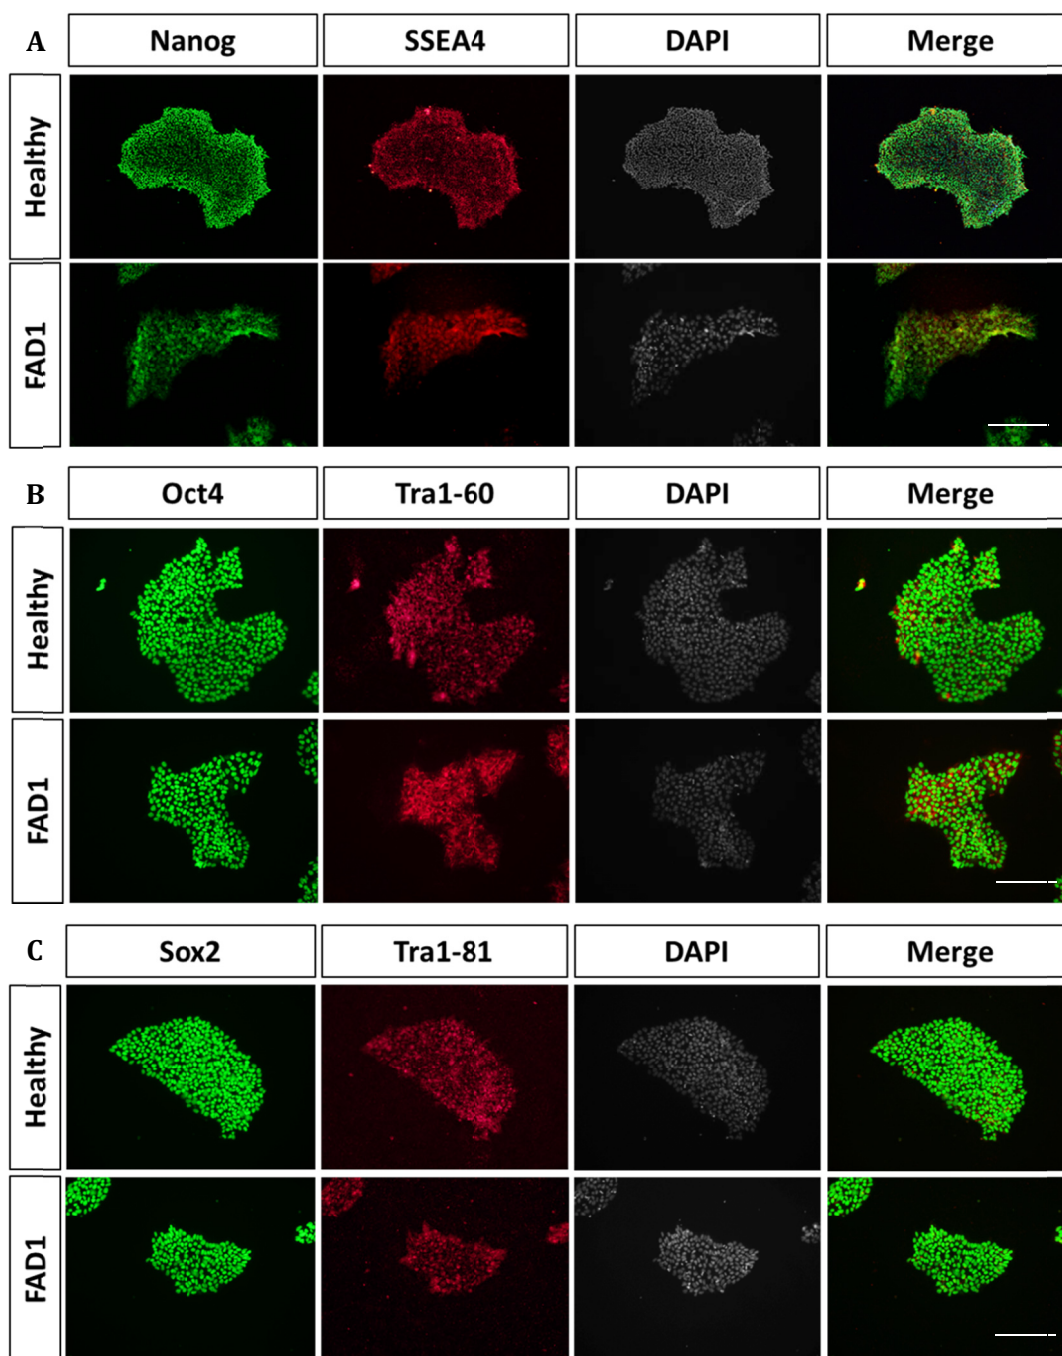 A Nanog SSEA4 DAPI Merge
Healthy
FAD1
B Oct4 Tra1-60 DAPI Merge
Healthy
FAD1
C Sox2 Tra1-81 DAPI Merge
Healthy
FAD1